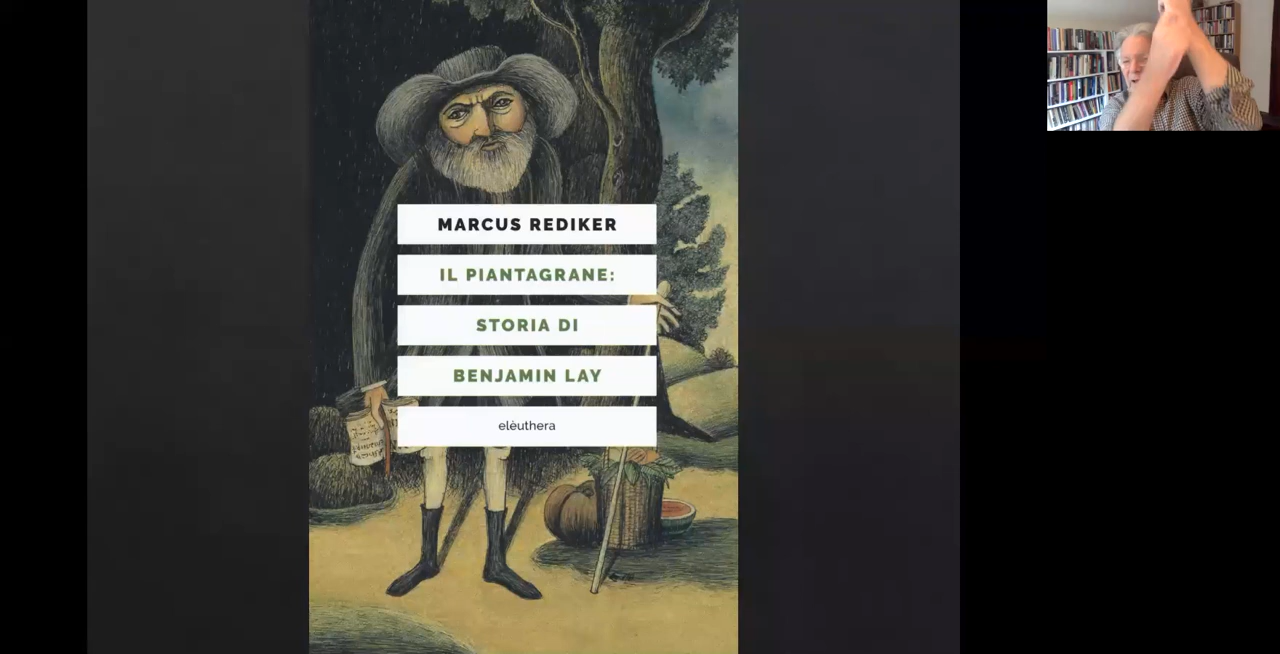 MARCUS REDIKER
IL PIANTAGRANE:
STORIA DI
BENJAMIN LAY
elèuthera